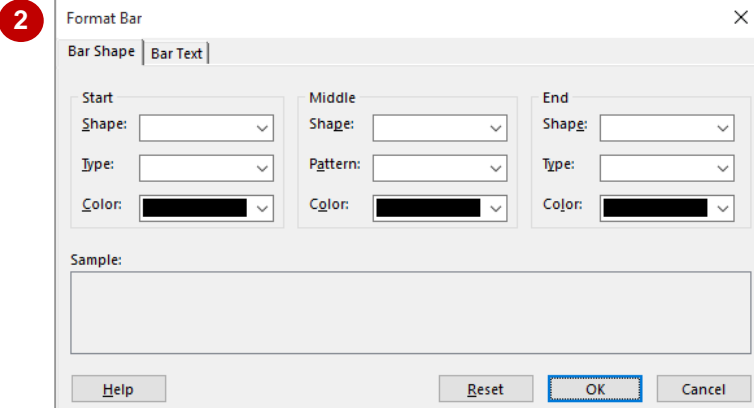 2
Format Bar
Bar Shape Bar Text
Start Middle End
Shape: Shape: Shape:
Type: Pattern: Type:
Color: Color: Color:
Sample:
Help Reset OK Cancel